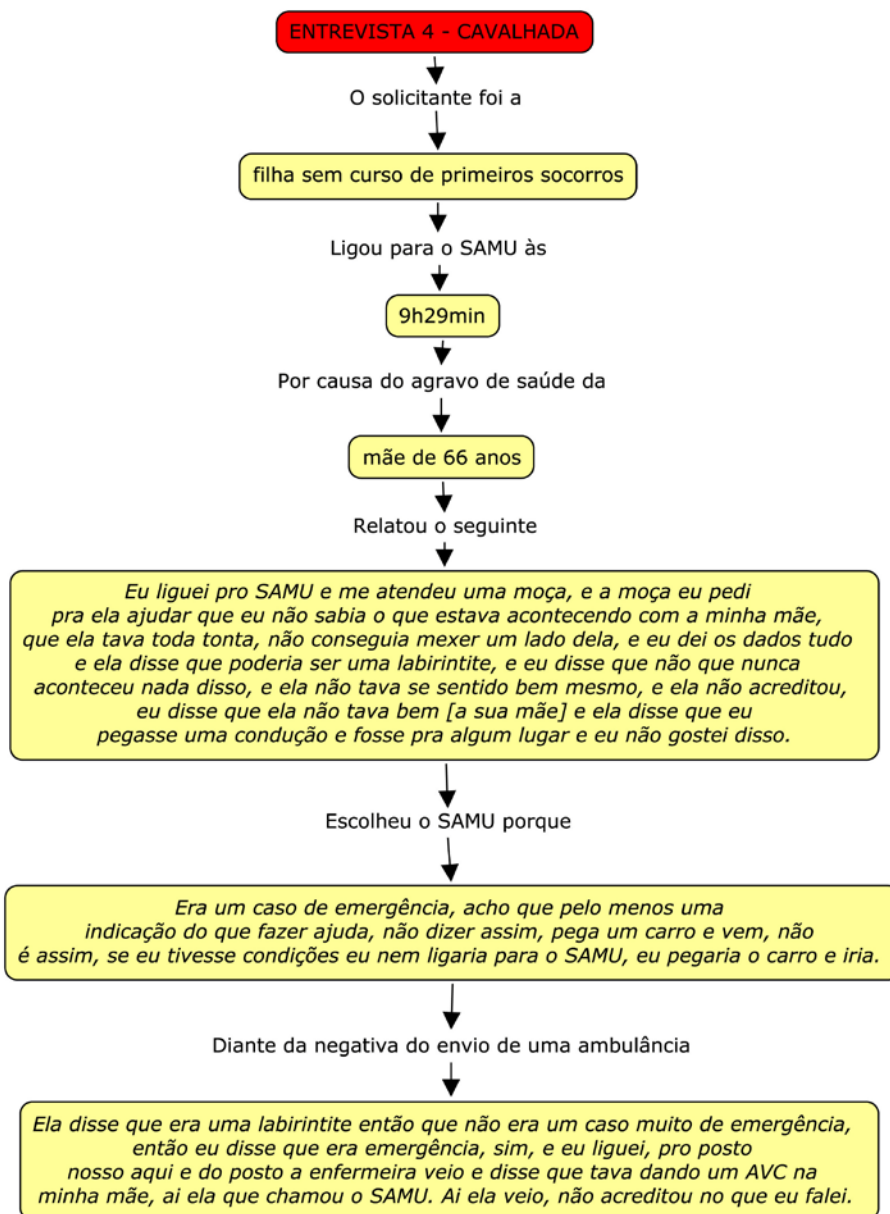 ENTREVISTA 4 - CAVALHADA
O solicitante foi a
filha sem curso de primeiros socorros
Ligou para o SAMU às
9h29min
Por causa do agravo de saúde da
mãe de 66 anos
Relatou o seguinte
Eu liguei pro SAMU e me atendeu uma moça, e a moça eu pedi
pra ela ajudar que eu não sabia o que estava acontecendo com a minha mãe,
que ela tava toda tonta, não conseguia mexer um lado dela, e eu dei os dados tudo
e ela disse que poderia ser uma labirintite, e eu disse que não que nunca
aconteceu nada disso, e ela não tava se sentido bem mesmo, e ela não acreditou,
eu disse que ela não tava bem [a sua mãe] e ela disse que eu
pegasse uma condução e fosse pra algum lugar e eu não gostei disso.
Escolheu o SAMU porque
Era um caso de emergência, acho que pelo menos uma
indicação do que fazer ajuda, não dizer assim, pega um carro e vem, não
é assim, se eu tivesse condições eu nem ligaria para o SAMU, eu pegaria o carro e iria.
Diante da negativa do envio de uma ambulância
Ela disse que era uma labirintite então que não era um caso muito de emergência,
então eu disse que era emergência, sim, e eu liguei, pro posto
nosso aqui e do posto a enfermeira veio e disse que tava dando um AVC na
minha mãe, ai ela que chamou o SAMU. Ai ela veio, não acreditou no que eu falei.